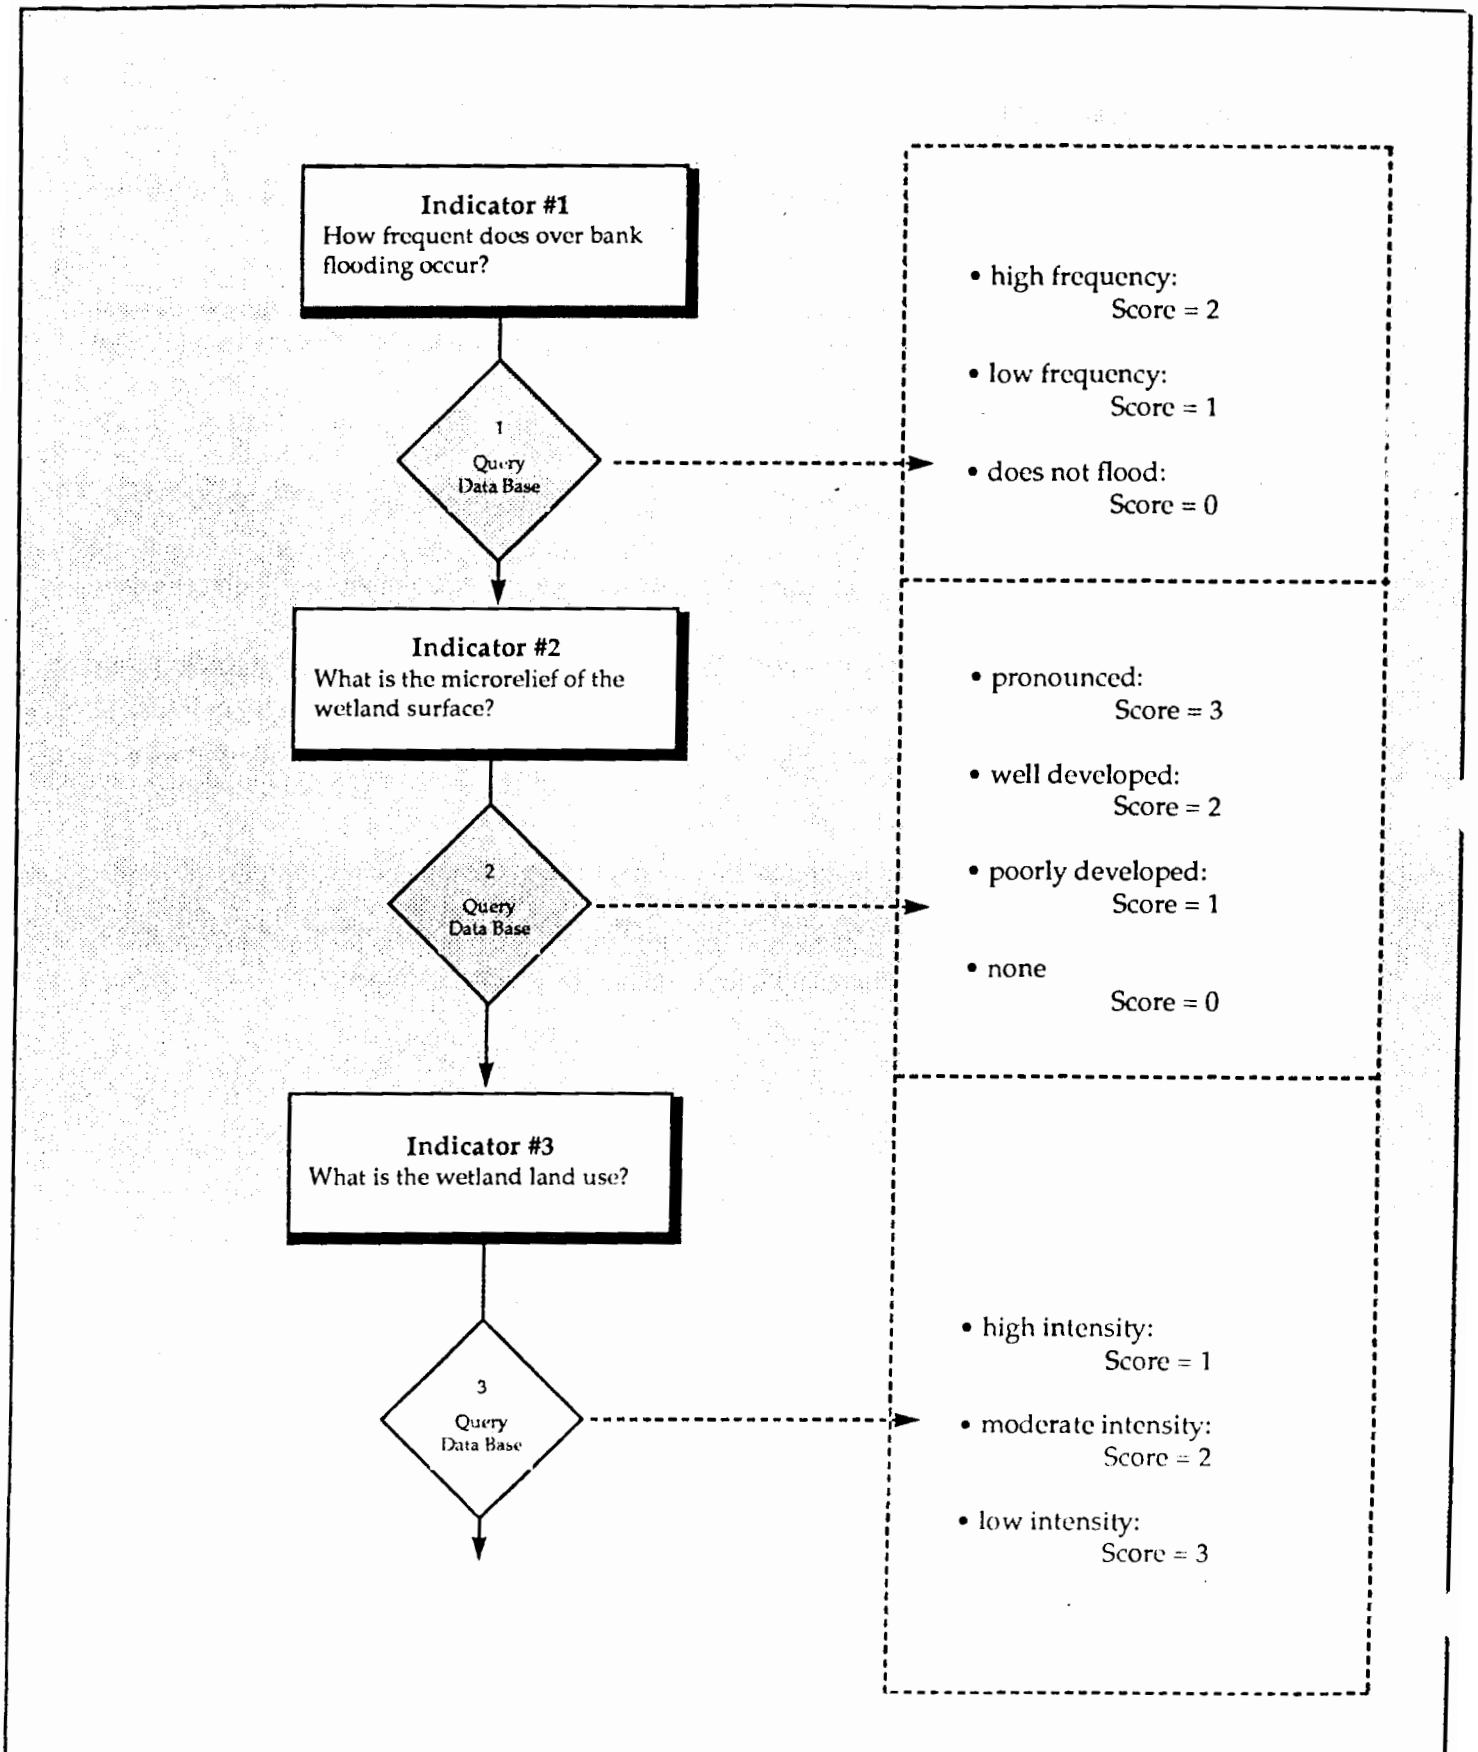 Indicator #1
How frequent does over bank
flooding occur?
1
Query
Data Base
• high frequency:
Score = 2
• low frequency:
Score = 1
• does not flood:
Score = 0
Indicator #2
What is the microrelief of the
wetland surface?
2
Query
Data Base
• pronounced:
Score = 3
• well developed:
Score = 2
• poorly developed:
Score = 1
• none
Score = 0
Indicator #3
What is the wetland land use?
3
Query
Data Base
• high intensity:
Score = 1
• moderate intensity:
Score = 2
• low intensity:
Score = 3